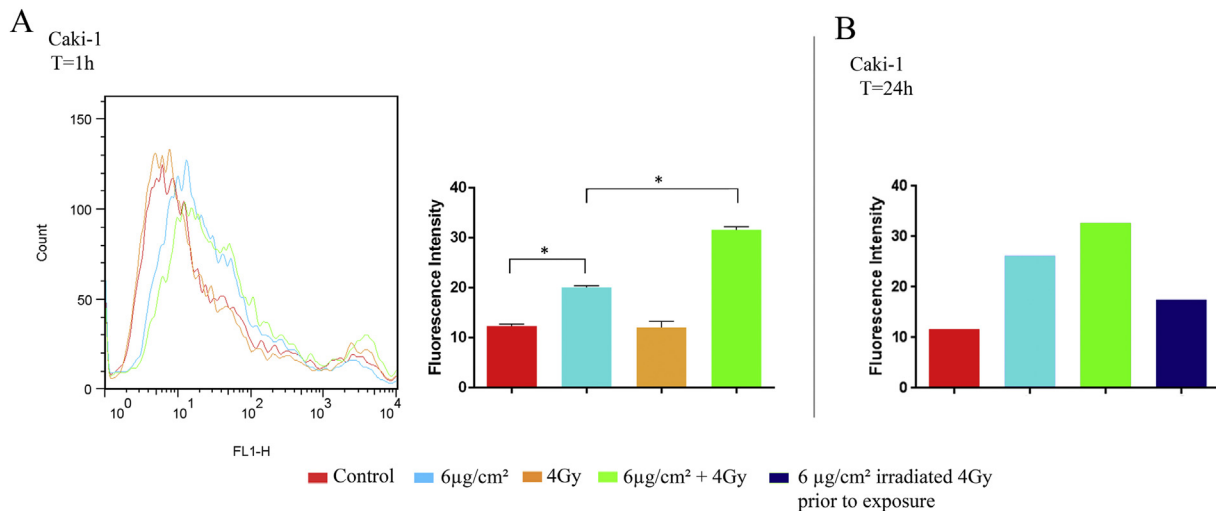 A
Caki-1
T=1h
150
100
50
0
Count
10⁰ 10¹ 10² 10³ 10⁴
FL1-H
40
30
20
10
0
Fluorescence Intensity
*
*
B
Caki-1
T=24h
40
30
20
10
0
Fluorescence Intensity
Control 6µg/cm² 4Gy 6µg/cm² + 4Gy 6 µg/cm² irradiated 4Gy
prior to exposure